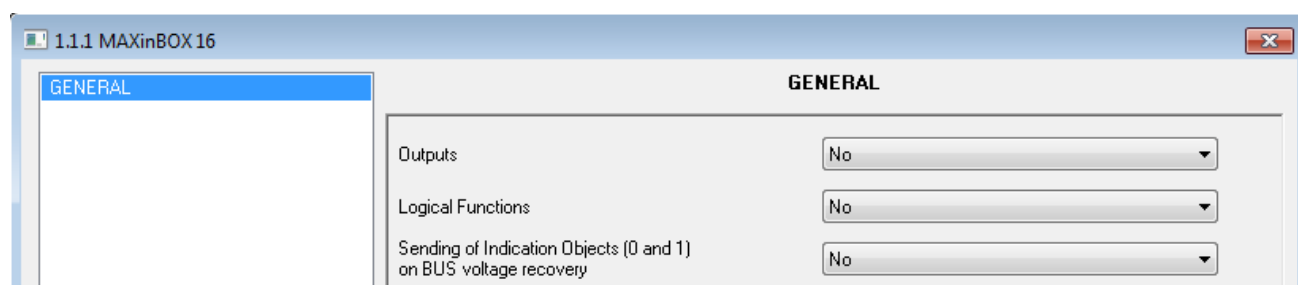 1.1.1 MAXinBOX 16
GENERAL
GENERAL
Outputs
No
Logical Functions
No
Sending of Indication Objects (0 and 1)
on BUS voltage recovery
No